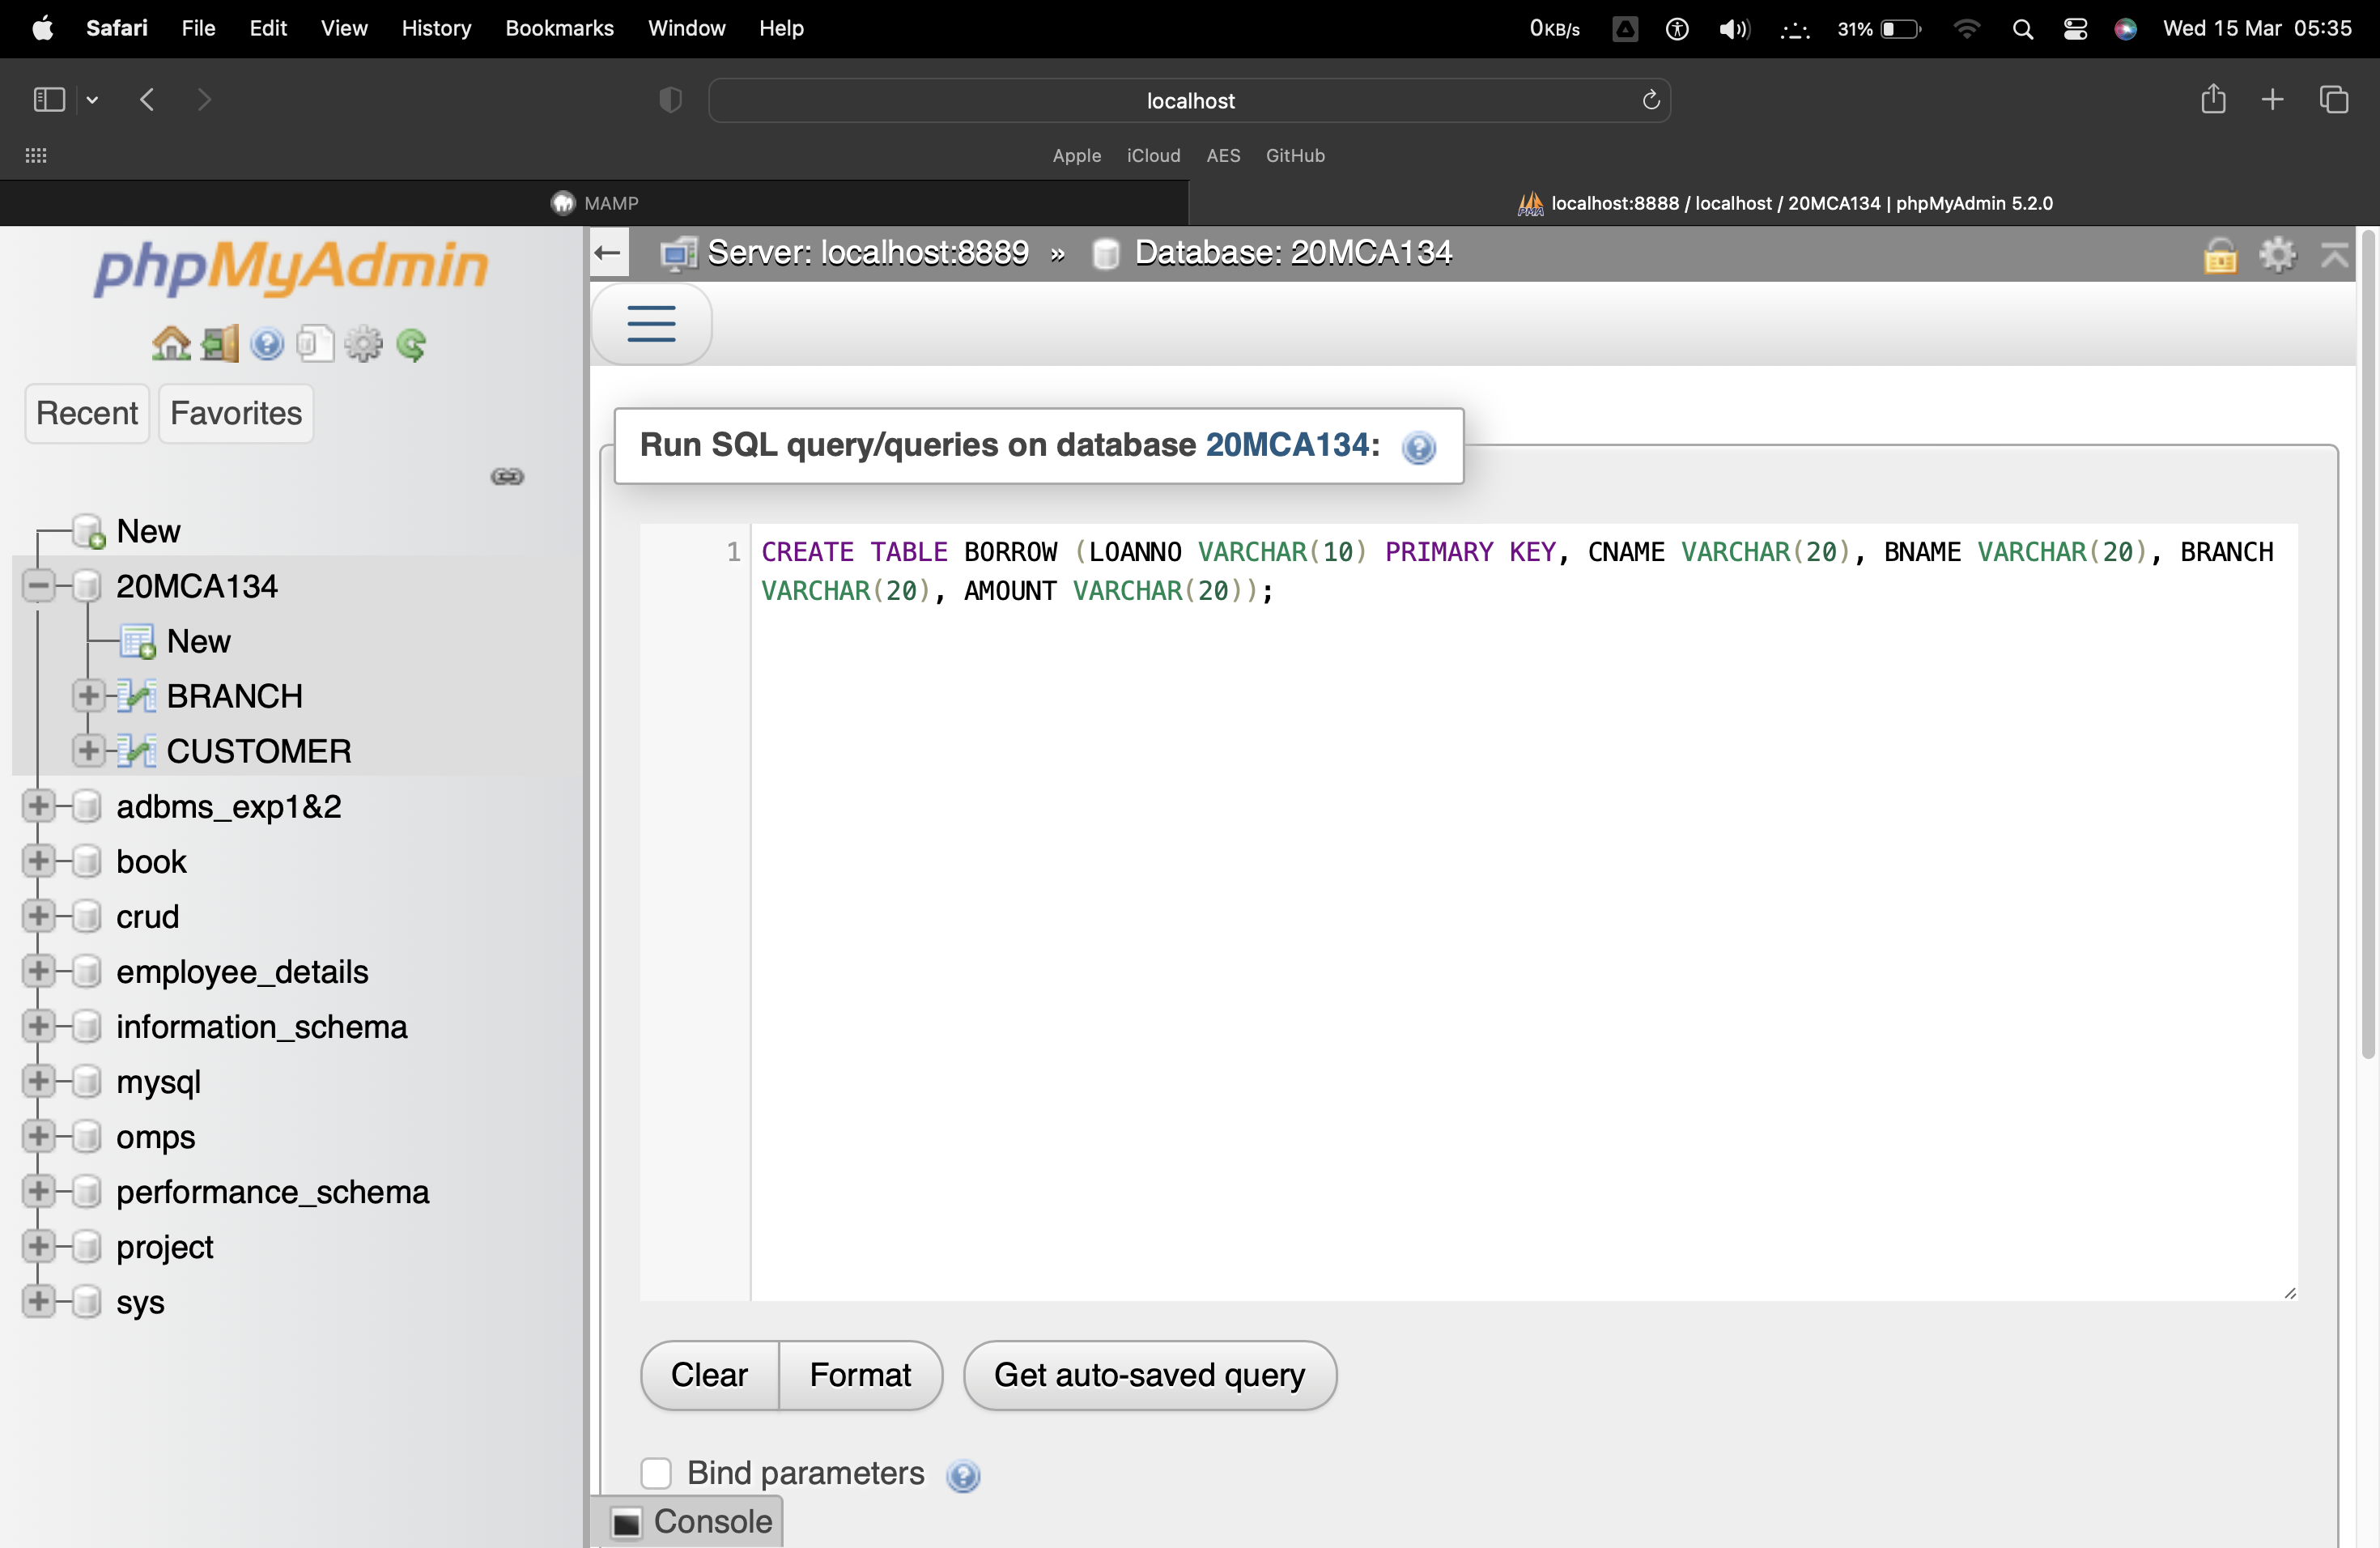 Safari File Edit View History Bookmarks Window Help 0KB/s 31% Wed 15 Mar 05:35
localhost
Apple iCloud AES GitHub
MAMP
localhost:8888 / localhost / 20MCA134 | phpMyAdmin 5.2.0
phpMyAdmin
Recent Favorites
New
20MCA134
New
BRANCH
CUSTOMER
adbms_exp1&2
book
crud
employee_details
information_schema
mysql
omps
performance_schema
project
sys
Server: localhost:8889 » Database: 20MCA134
Run SQL query/queries on database 20MCA134:
1 CREATE TABLE BORROW (LOANNO VARCHAR(10) PRIMARY KEY, CNAME VARCHAR(20), BNAME VARCHAR(20), BRANCH
VARCHAR(20), AMOUNT VARCHAR(20));
Clear Format Get auto-saved query
Bind parameters
Console